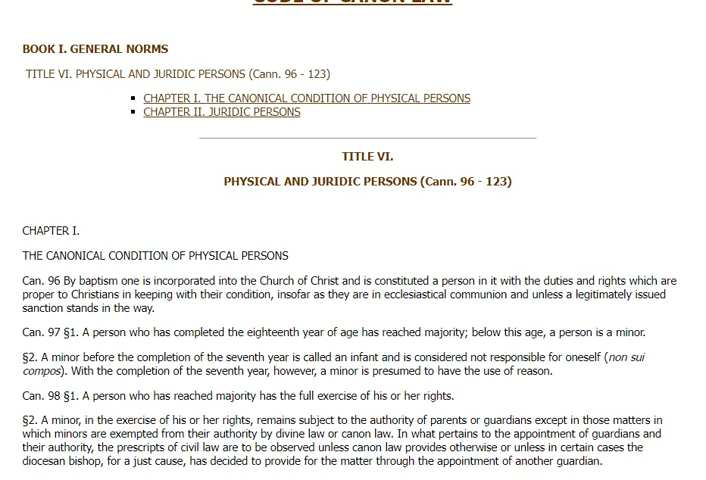 CODE OF CANON LAW
BOOK I. GENERAL NORMS
TITLE VI. PHYSICAL AND JURIDIC PERSONS (Cann. 96 - 123)
CHAPTER I. THE CANONICAL CONDITION OF PHYSICAL PERSONS
CHAPTER II. JURIDIC PERSONS
TITLE VI.
PHYSICAL AND JURIDIC PERSONS (Cann. 96 - 123)
CHAPTER I.
THE CANONICAL CONDITION OF PHYSICAL PERSONS
Can. 96 By baptism one is incorporated into the Church of Christ and is constituted a person in it with the duties and rights which are
proper to Christians in keeping with their condition, insofar as they are in ecclesiastical communion and unless a legitimately issued
sanction stands in the way.
Can. 97 §1. A person who has completed the eighteenth year of age has reached majority; below this age, a person is a minor.
§2. A minor before the completion of the seventh year is called an infant and is considered not responsible for oneself (non sui
compos). With the completion of the seventh year, however, a minor is presumed to have the use of reason.
Can. 98 §1. A person who has reached majority has the full exercise of his or her rights.
§2. A minor, in the exercise of his or her rights, remains subject to the authority of parents or guardians except in those matters in
which minors are exempted from their authority by divine law or canon law. In what pertains to the appointment of guardians and
their authority, the prescripts of civil law are to be observed unless canon law provides otherwise or unless in certain cases the
diocesan bishop, for a just cause, has decided to provide for the matter through the appointment of another guardian.